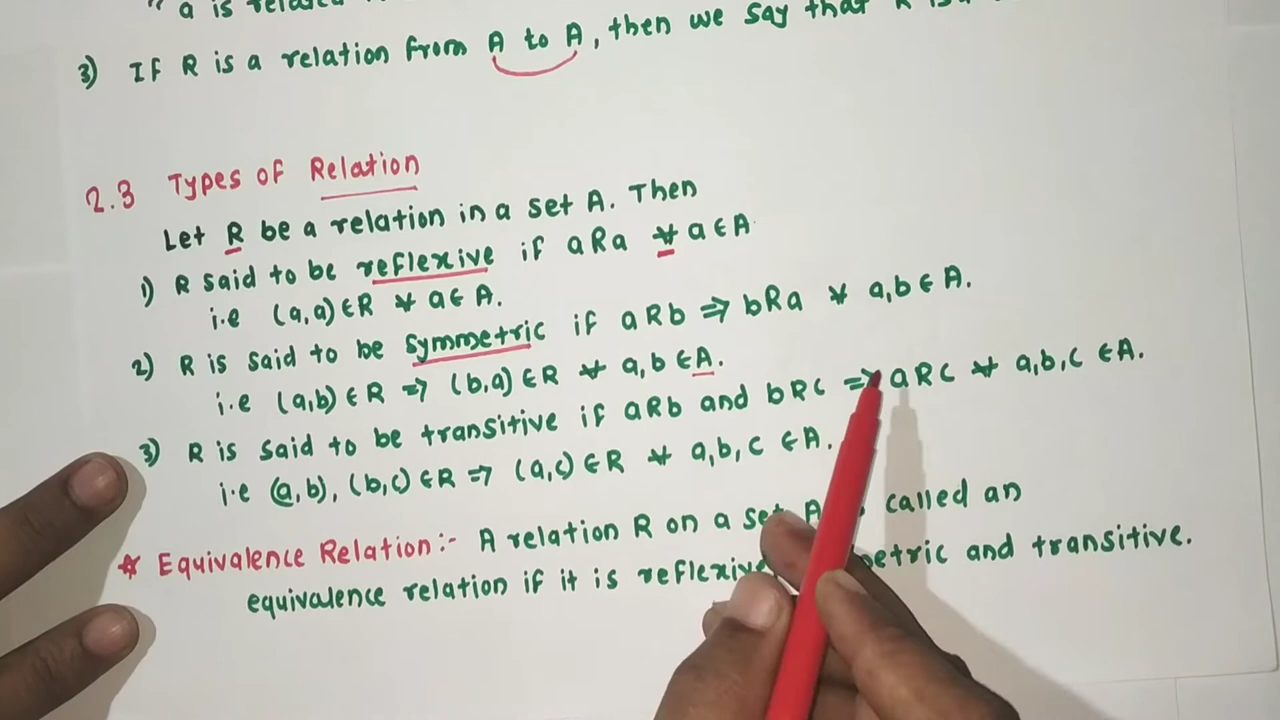 " a is related
3) If R is a relation from A to A, then we say that R is
2.3 Types of Relation
Let R be a relation in a set A. Then
1) R said to be reflexive if aRa ∀ a∈A.
i.e (a,a)∈R ∀ a∈A.
2) R is said to be symmetric if aRb ⇒ bRa ∀ a,b∈A.
i.e (a,b)∈R ⇒ (b,a)∈R ∀ a,b∈A.
3) R is said to be transitive if aRb and bRc ⇒ aRc ∀ a,b,c ∈A.
i.e (a,b), (b,c)∈R ⇒ (a,c)∈R ∀ a,b,c ∈A.
* Equivalence Relation:- A relation R on a set A called an
equivalence relation if it is reflexive, and transitive.